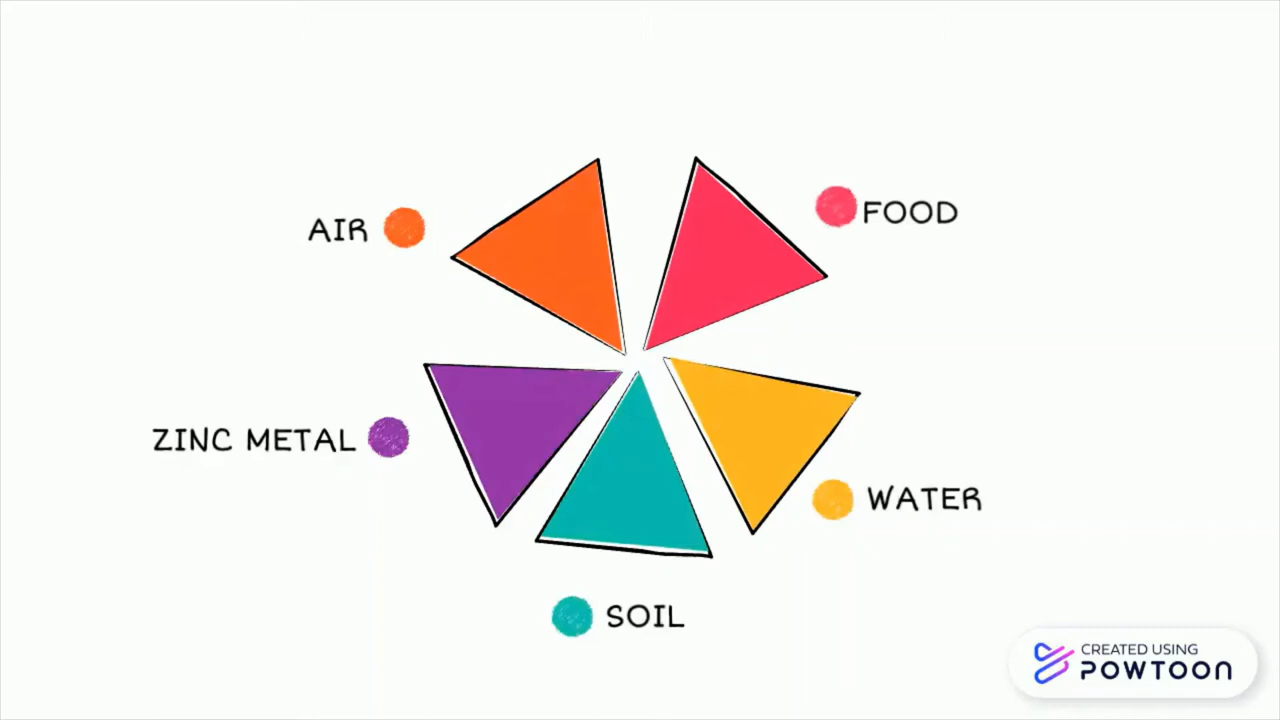 AIR
FOOD
ZINC METAL
WATER
SOIL
CREATED USING
POWTOON